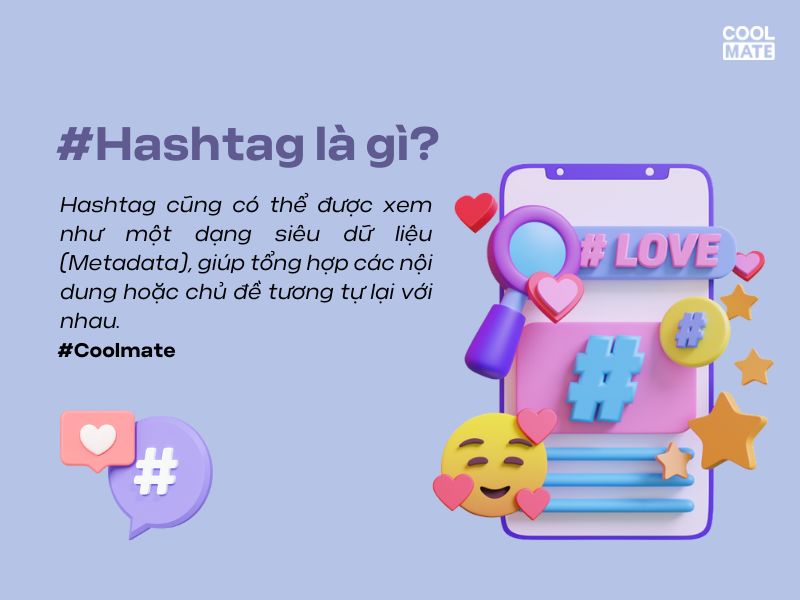 COOL
MATE
#Hashtag là gì?
Hashtag cũng có thể được xem
như một dạng siêu dữ liệu
(Metadata), giúp tổng hợp các nội
dung hoặc chủ đề tương tự lại với
nhau.
#Coolmate
# LOVE
#
#
#